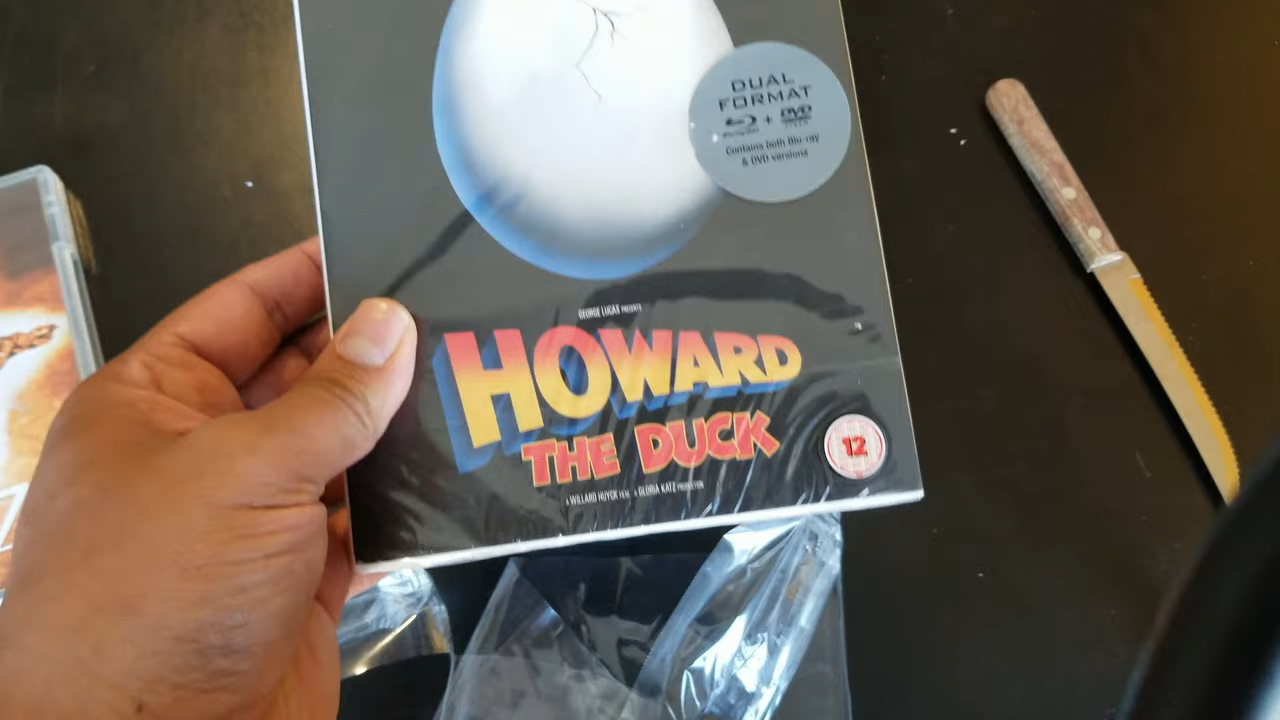 DUAL
FORMAT
Blu-ray Disc + DVD
Contains both Blu-ray
& DVD versions
GEORGE LUCAS PRESENTS
HOWARD
THE DUCK
A WILLARD HUYCK FILM A GLORIA KATZ PRODUCTION
12